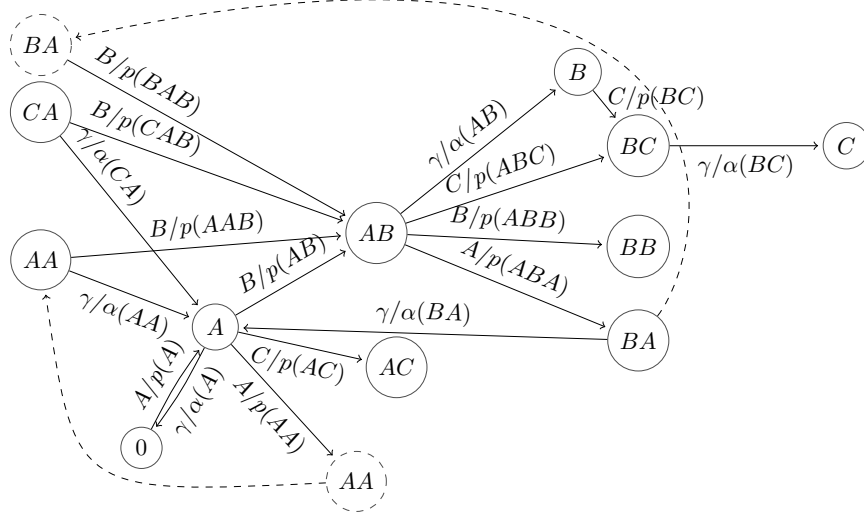 BA
B/p(BAB)
CA
B/p(CAB)
γ/α(CA)
AA
B/p(AAB)
γ/α(AA)
A
B/p(AB)
A/p(A)
γ/α(A)
0
C/p(AC)
AC
A/p(AA)
AA
AB
γ/α(AB)
B
C/p(BC)
C/p(ABC)
BC
γ/α(BC)
C
B/p(ABB)
BB
A/p(ABA)
BA
γ/α(BA)